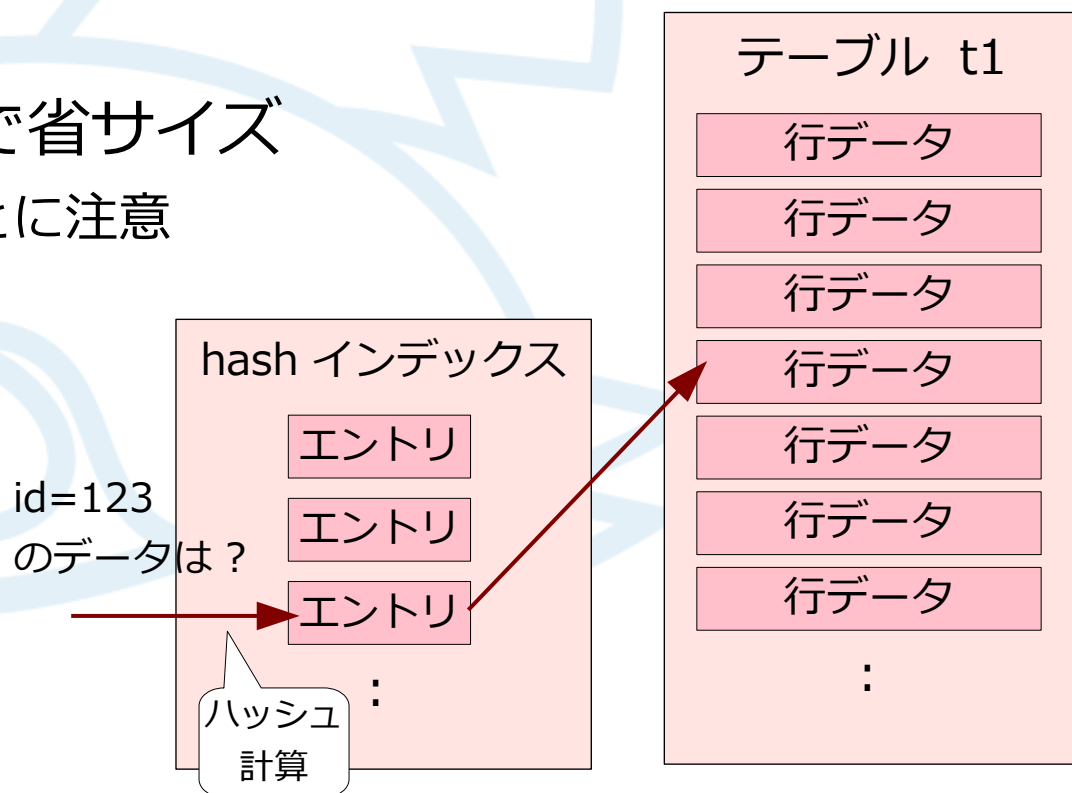 で省サイズ
とに注意
テーブル t1
行データ
行データ
行データ
行データ
行データ
行データ
行データ
:
hash インデックス
エントリ
エントリ
エントリ
:
id=123
のデータは?
ハッシュ
計算